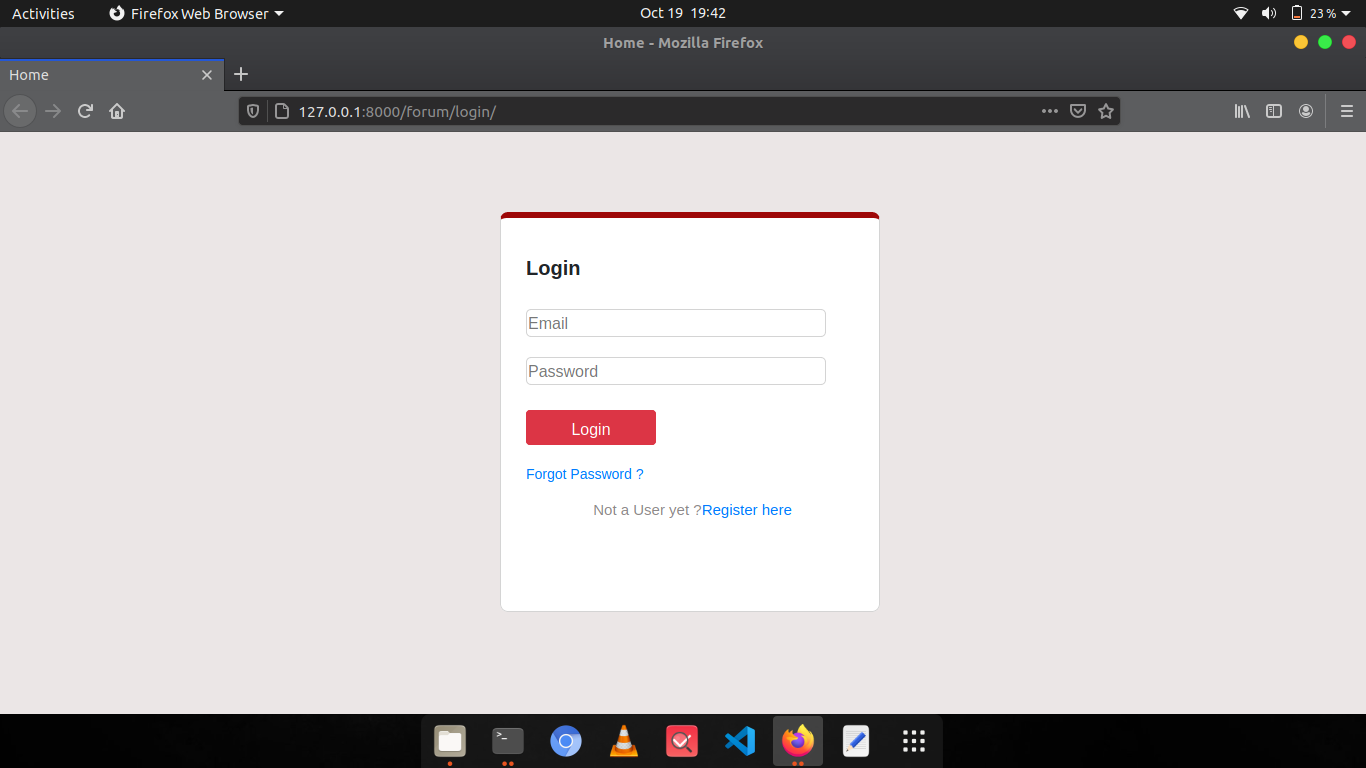 Activities Firefox Web Browser Oct 19 19:42 23 %
Home - Mozilla Firefox
Home
127.0.0.1:8000/forum/login/
Login
Email
Password
Login
Forgot Password ?
Not a User yet ?Register here
>_